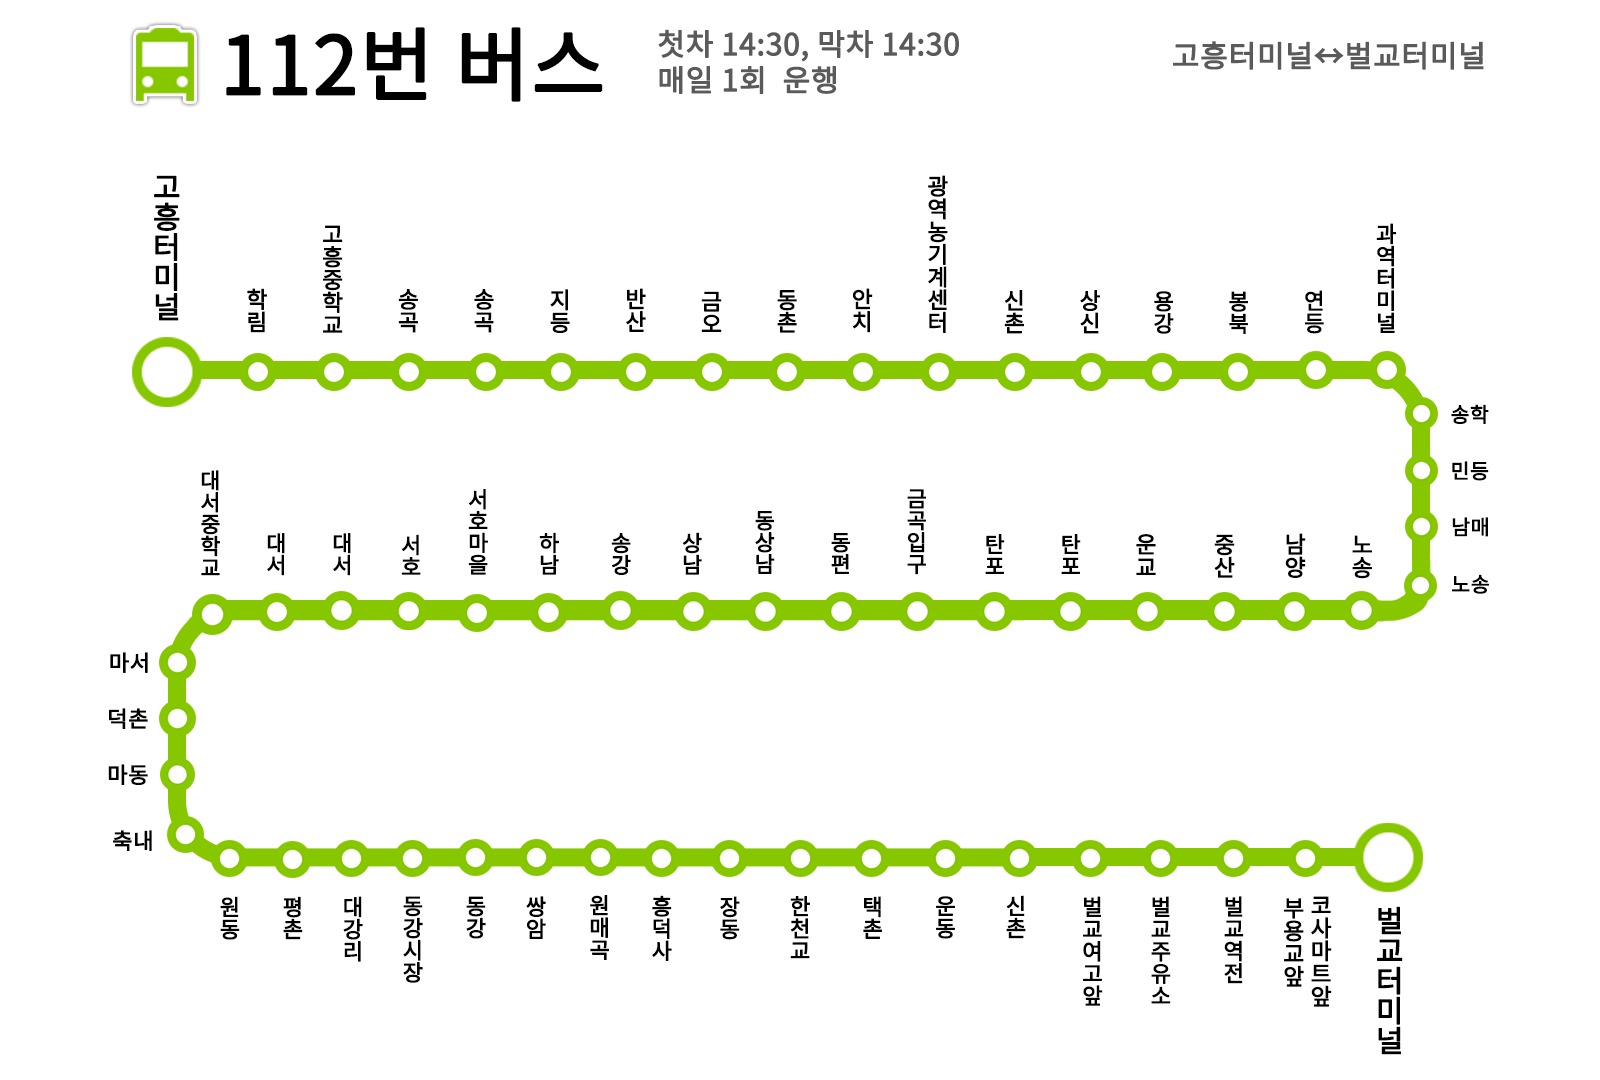 112번 버스
첫차 14:30, 막차 14:30
매일 1회 운행
고흥터미널↔벌교터미널
고흥터미널
학림
고흥중학교
송곡
송곡
지등
반산
금오
동촌
안치
광역농기계센터
신촌
상신
용강
봉북
연등
과역터미널
송학
민등
남매
노송
노송
남양
중산
운교
탄포
탄포
금곡입구
동편
동상남
상남
송강
하남
서호마을
서호
대서
대서
대서중학교
마서
덕촌
마동
축내
원동
평촌
대강리
동강시장
동강
쌍암
원매곡
흥덕사
장동
한천교
택촌
운동
신촌
벌교여고앞
벌교주유소
벌교역전
부용교앞
코사마트앞
벌교터미널